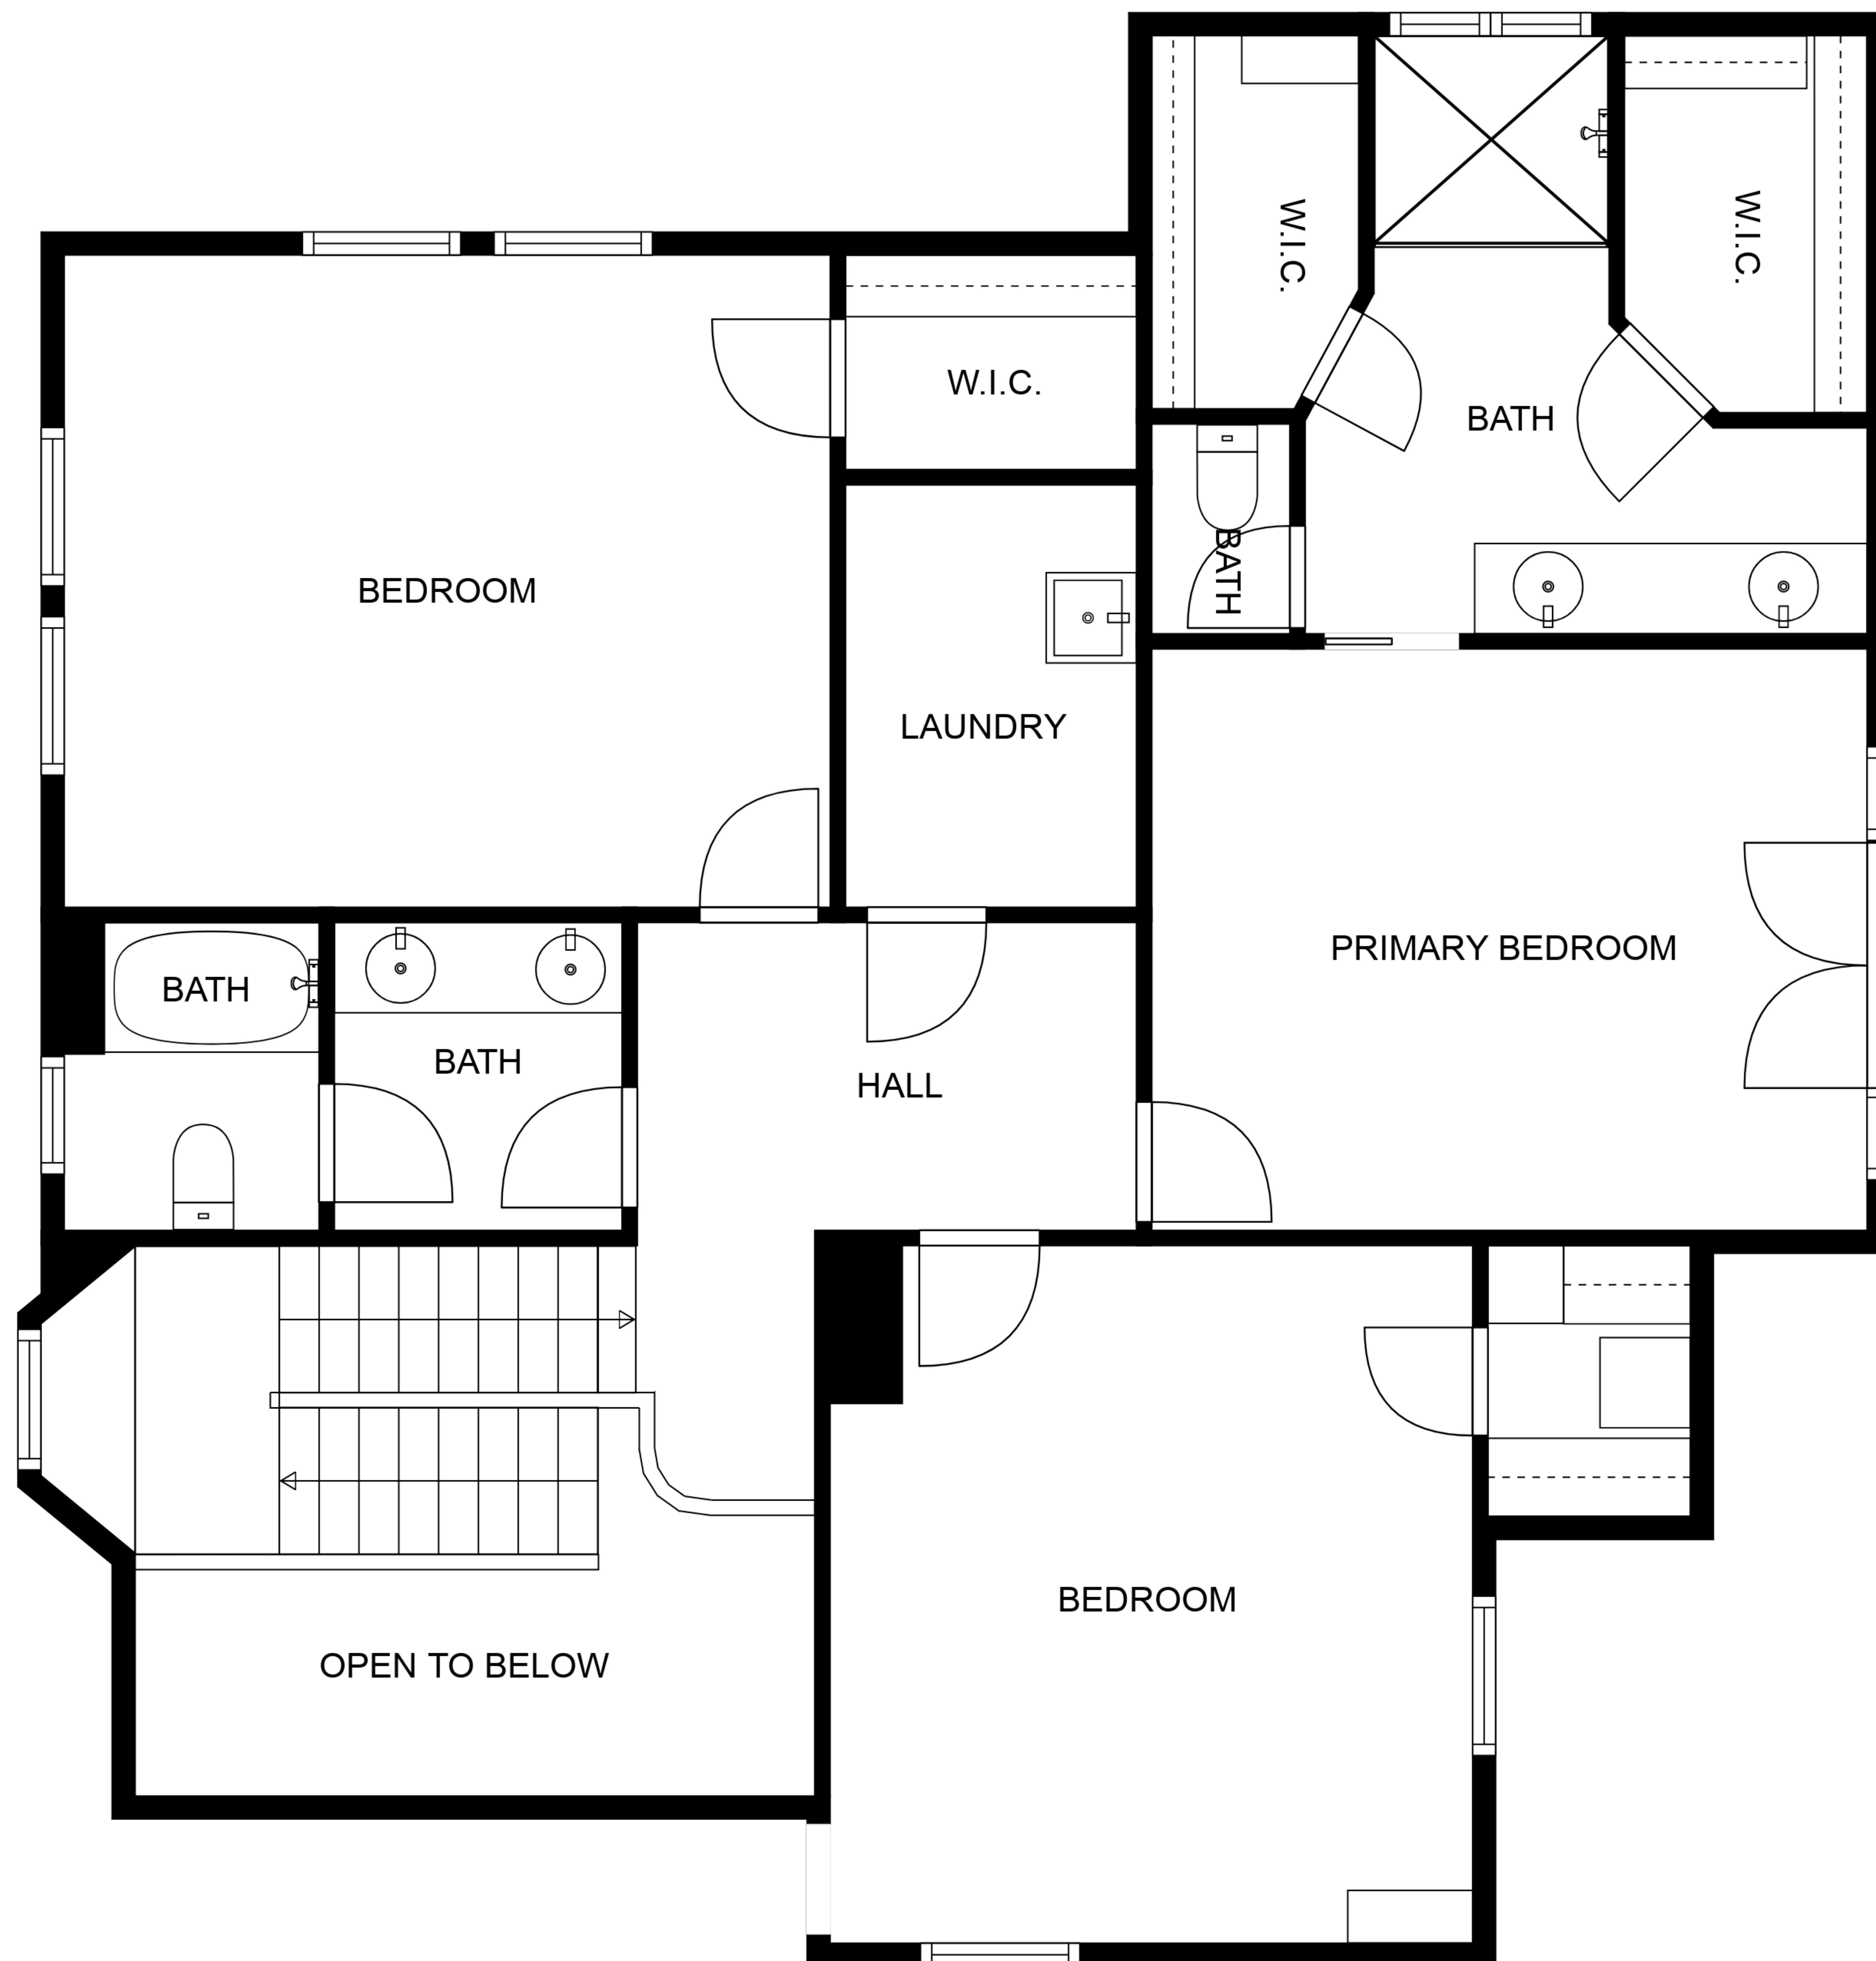 W.I.C.
W.I.C.
W.I.C.
BATH
BATH
BEDROOM
LAUNDRY
PRIMARY BEDROOM
BATH
BATH
HALL
BEDROOM
OPEN TO BELOW